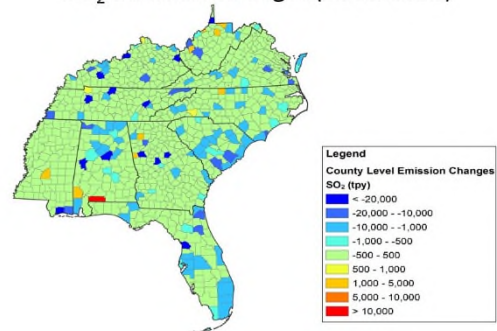 Legend
County Level Emission Changes
SO₂ (tpy)
< -20,000
-20,000 - -10,000
-10,000 - -1,000
-1,000 - -500
-500 - 500
500 - 1,000
1,000 - 5,000
5,000 - 10,000
> 10,000